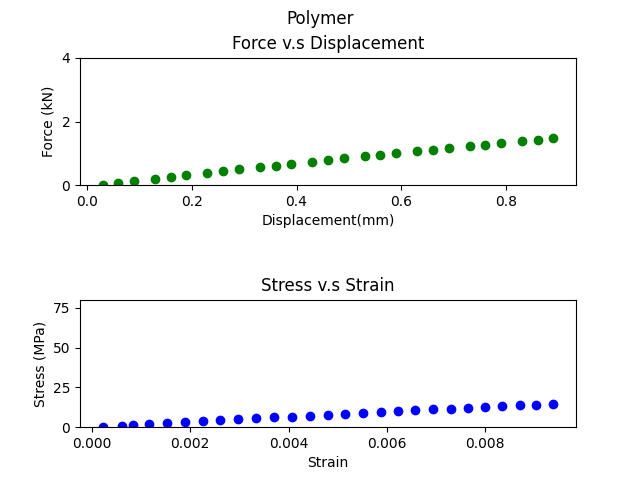 Polymer
Force v.s Displacement
4
2
0
Force (kN)
0.0 0.2 0.4 0.6 0.8
Displacement(mm)
Stress v.s Strain
75
50
25
0
Stress (MPa)
0.000 0.002 0.004 0.006 0.008
Strain